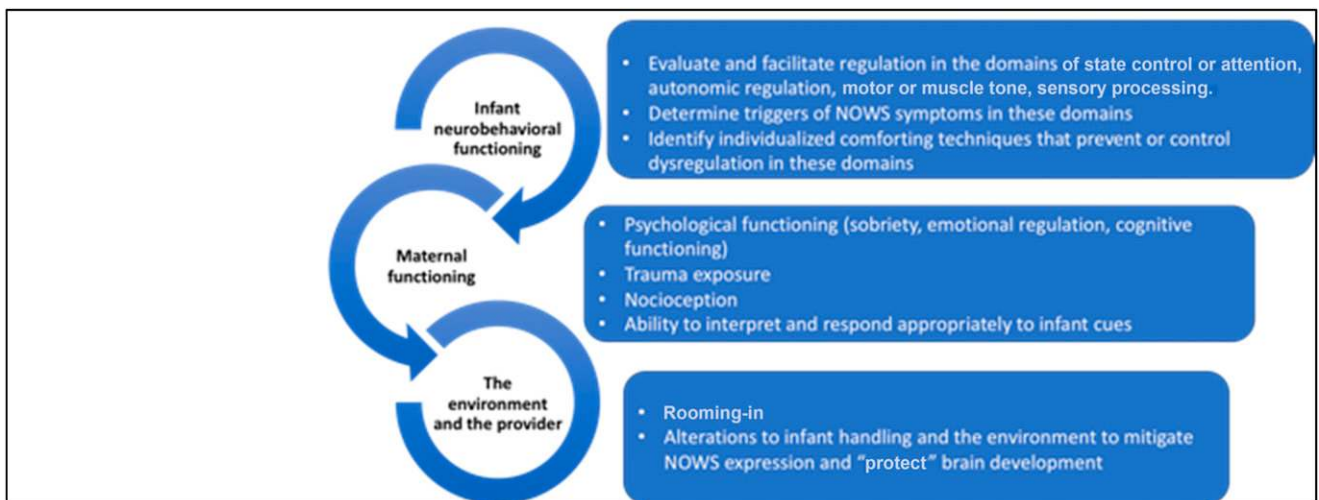 Infant
neurobehavioral
functioning
• Evaluate and facilitate regulation in the domains of state control or attention,
autonomic regulation, motor or muscle tone, sensory processing.
• Determine triggers of NOWS symptoms in these domains
• Identify individualized comforting techniques that prevent or control
dysregulation in these domains
Maternal
functioning
• Psychological functioning (sobriety, emotional regulation, cognitive
functioning)
• Trauma exposure
• Nocioception
• Ability to interpret and respond appropriately to infant cues
The
environment
and the provider
• Rooming-in
• Alterations to infant handling and the environment to mitigate
NOWS expression and “protect” brain development